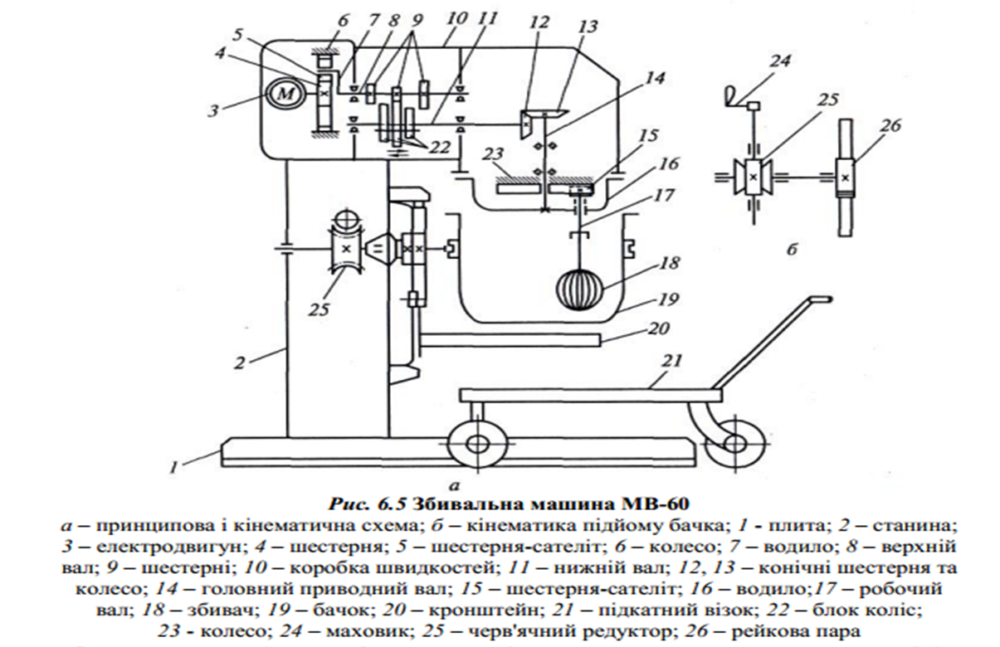 6 7 8 9 10 11 12 13
5
4
24
М
14
25
3
15
26
22
23
16
17
б
18
25
19
20
2
21
1
а
Рис. 6.5 Збивальна машина МВ-60
а – принципова і кінематична схема; б – кінематика підйому бачка; 1 - плита; 2 – станина;
3 – електродвигун; 4 – шестерня; 5 – шестерня-сателіт; 6 – колесо; 7 – водило; 8 – верхній
вал; 9 – шестерні; 10 – коробка швидкостей; 11 – нижній вал; 12, 13 – конічні шестерня та
колесо; 14 – головний приводний вал; 15 – шестерня-сателіт; 16 – водило;17 – робочий
вал; 18 – збивач; 19 – бачок; 20 – кронштейн; 21 – підкатний візок; 22 – блок коліс;
23 - колесо; 24 – маховик; 25 – черв'ячний редуктор; 26 – рейкова пара